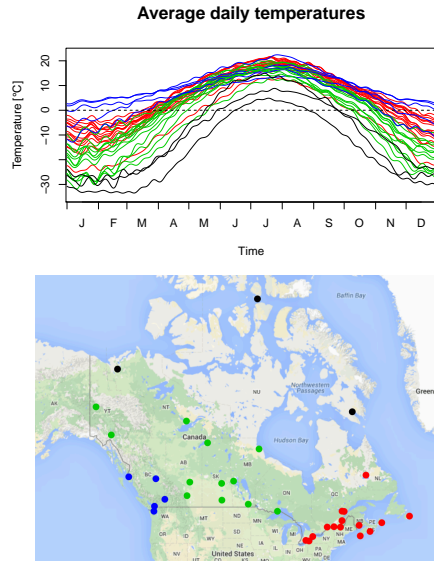 Average daily temperatures
Temperature [°C]
20
10
0
-10
-30
J F M A M J J A S O N D
Time
Baffin Bay
Green
Northwestern Passages
NU
AK
YT
NT
Canada
Hudson Bay
BC
AB
MB
SK
ON
QC
NL
WA
MT
ND
MN
SD
WI
NB
PE
NS
OR
ID
WY
MI
NY
NH
MA
NE
IA
IL
IN
OH
PA
NV
UT
CO
KS
MO
WV
MD
DE
United States